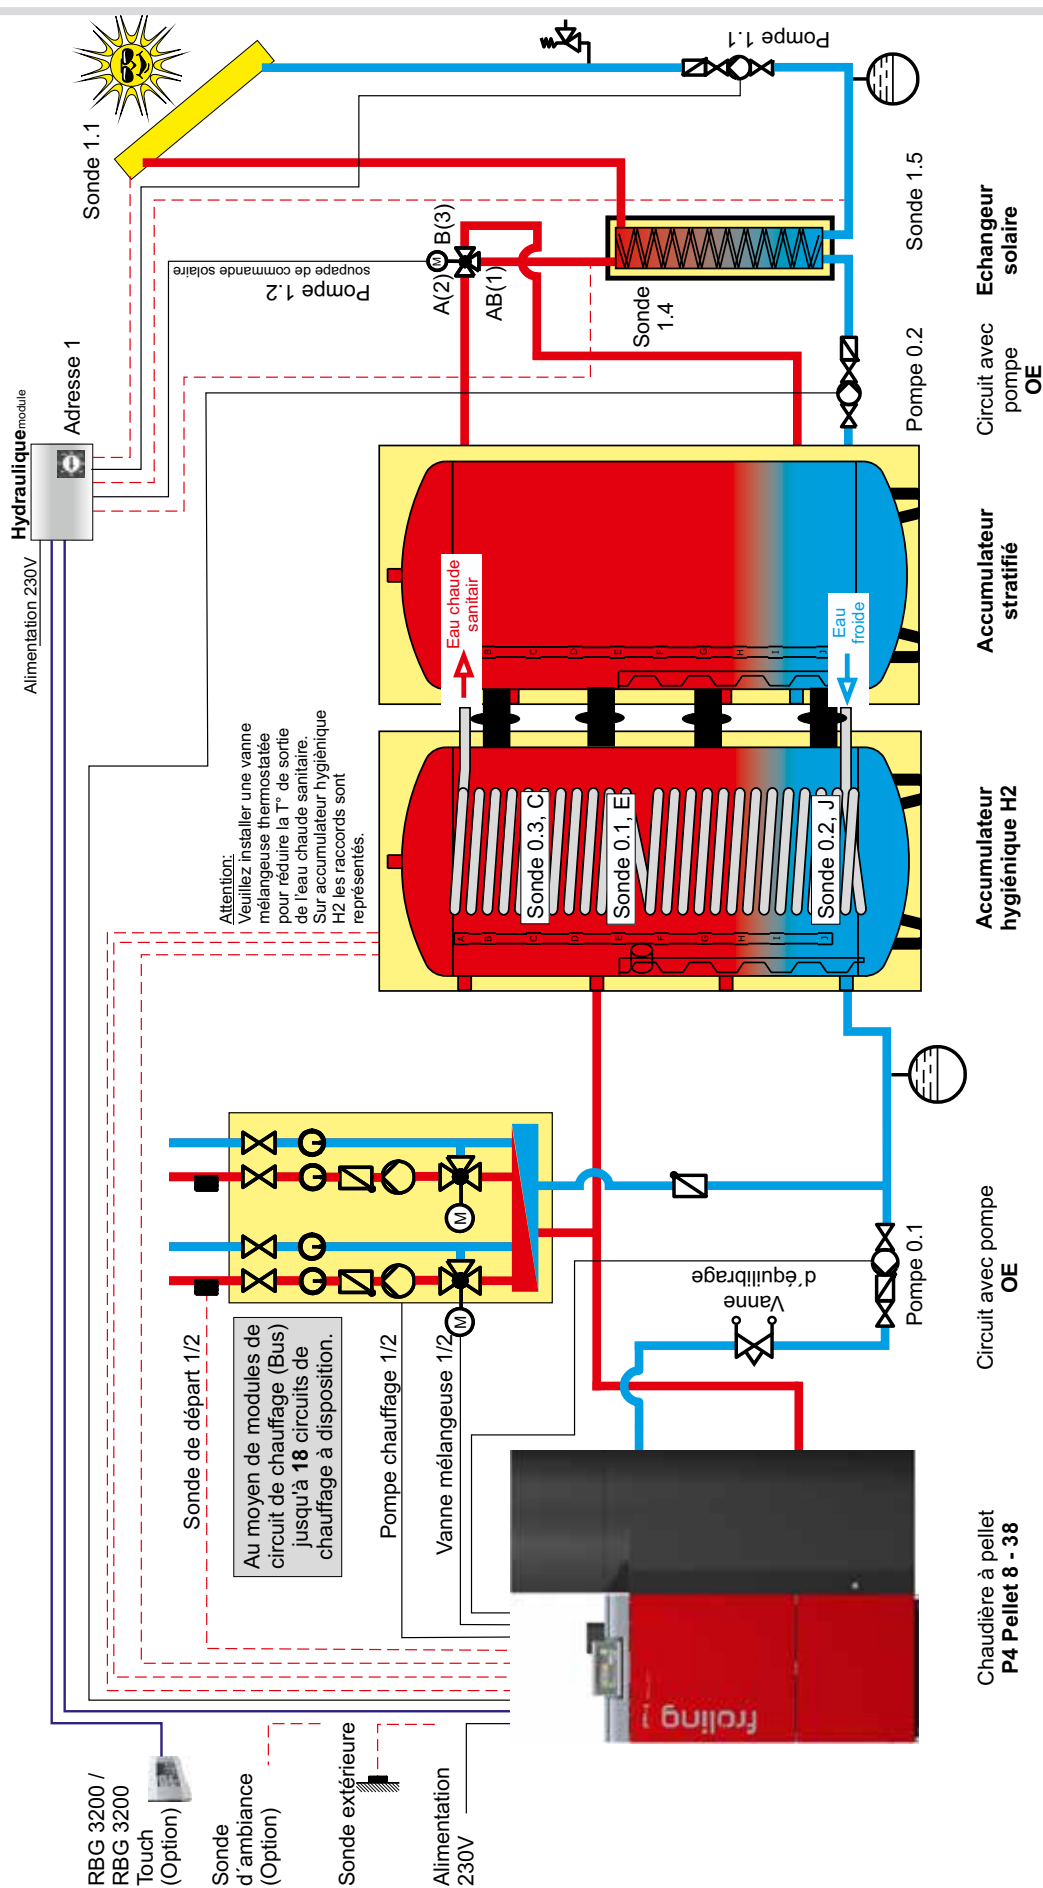 RBG 3200 /
RBG 3200
Touch
(Option)
Sonde
d´ambiance
(Option)
Sonde extérieure
Alimentation
230V
Sonde de départ 1/2
Au moyen de modules de
circuit de chauffage (Bus)
jusqu'à 18 circuits de
chauffage à disposition.
Pompe chauffage 1/2
Vanne mélangeuse 1/2
M
M
Attention:
Veuillez installer une vanne
mélangeuse thermostatée
pour réduire la T° de sortie
de l'eau chaude sanitaire.
Sur accumulateur hygiènique
H2 les raccords sont
représentés.
Alimentation 230V
Hydrauliquemodule
Adresse 1
Sonde 1.1
Pompe 1.2
soupape de commande solaire
M
A(2)
B(3)
AB(1)
Sonde
1.4
Sonde 1.5
Pompe 1.1
Pompe 0.2
Eau chaude
sanitair
Eau
froide
Sonde 0.3, C
Sonde 0.1, E
Sonde 0.2, J
A
B
C
D
E
F
G
H
I
J
B
C
D
E
F
G
H
I
J
Vanne
d´équilibrage
Pompe 0.1
froling
Chaudière à pellet
P4 Pellet 8 - 38
Circuit avec pompe
OE
Accumulateur
hygiénique H2
Accumulateur
stratifié
Circuit avec
pompe
OE
Echangeur
solaire